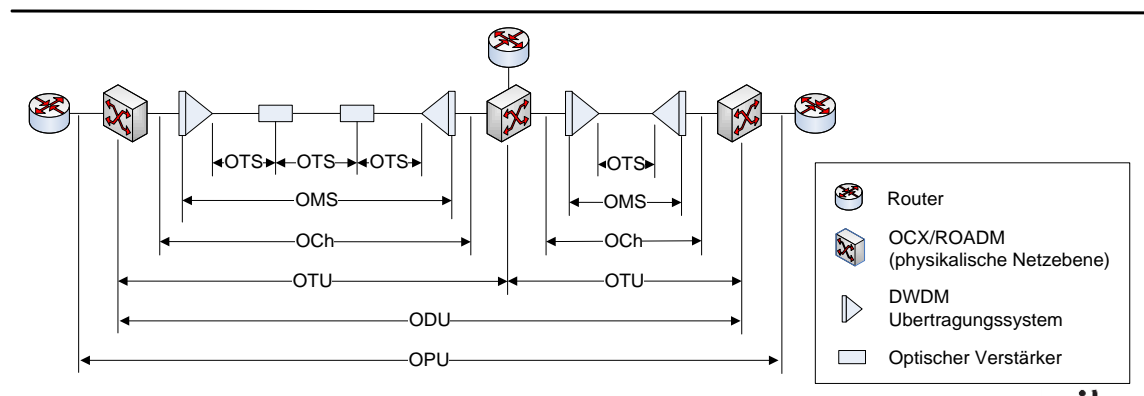 OTS
OTS
OTS
OTS
OMS
OMS
OCh
OCh
OTU
OTU
ODU
OPU
Router
OCX/ROADM
(physikalische Netzebene)
DWDM
Ubertragungssystem
Optischer Verstärker